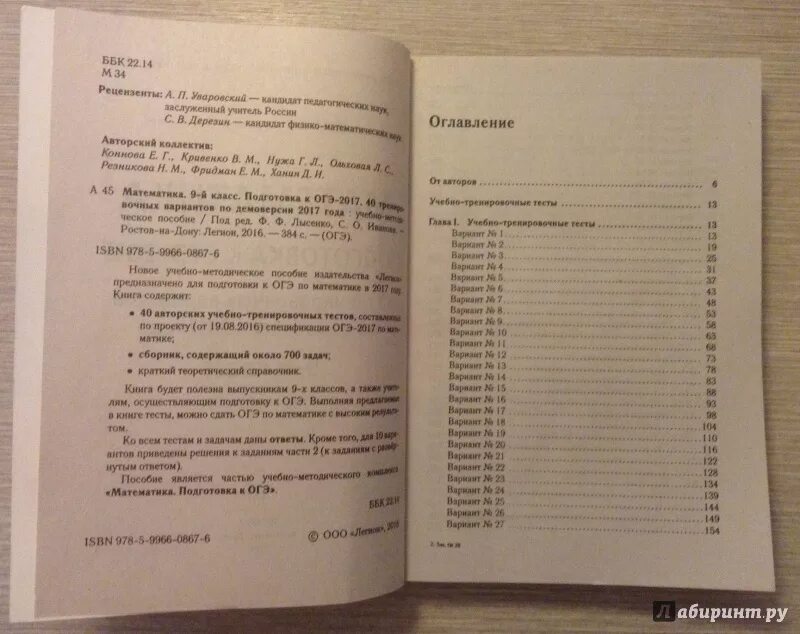 ББК 22.14
М 34
Рецензенты: А. П. Уваровский — кандидат педагогических наук,
заслуженный учитель России
С. В. Дерезин — кандидат физико-математических наук
Авторский коллектив:
Коннова Е. Г., Кривенко В. М., Нужа Г. Л., Ольховая Л. С.,
Резникова Н. М., Фридман Е. М., Ханин Д. И.
А 45 Математика. 9-й класс. Подготовка к ОГЭ-2017. 40 трениро-
вочных вариантов по демоверсии 2017 года : учебно-методи-
ческое пособие / Под ред. Ф. Ф. Лысенко, С. О. Иванова. –
Ростов-на-Дону: Легион, 2016. — 384 с. — (ОГЭ).
ISBN 978-5-9966-0867-6
Новое учебно-методическое пособие издательства «Легион»
предназначено для подготовки к ОГЭ по математике в 2017 году.
Книга содержит:
• 40 авторских учебно-тренировочных тестов, составленных
по проекту (от 19.08.2016) спецификации ОГЭ-2017 по ма-
тематике;
• сборник, содержащий около 700 задач;
• краткий теоретический справочник.
Книга будет полезна выпускникам 9-х классов, а также учите-
лям, осуществляющим подготовку к ОГЭ. Выполняя предлагаемые
в книге тесты, можно сдать ОГЭ по математике с высоким результа-
том.
Ко всем тестам и задачам даны ответы. Кроме того, для 10 вари-
антов приведены решения к заданиям части 2 (к заданиям с развёр-
нутым ответом).
Пособие является частью учебно-методического комплекса
«Математика. Подготовка к ОГЭ».
ББК 22.14
ISBN 978-5-9966-0867-6
© ООО «Легион», 2016
Оглавление
От авторов 6
Учебно-тренировочные тесты 13
Глава I. Учебно-тренировочные тесты 13
Вариант № 1 13
Вариант № 2 19
Вариант № 3 25
Вариант № 4 31
Вариант № 5 37
Вариант № 6 43
Вариант № 7 48
Вариант № 8 53
Вариант № 9 58
Вариант № 10 63
Вариант № 11 68
Вариант № 12 73
Вариант № 13 78
Вариант № 14 83
Вариант № 15 88
Вариант № 16 93
Вариант № 17 98
Вариант № 18 104
Вариант № 19 110
Вариант № 20 116
Вариант № 21 122
Вариант № 22 128
Вариант № 23 134
Вариант № 24 139
Вариант № 25 144
Вариант № 26 149
Вариант № 27 154
2. Зак. №
Лабиринт.ру